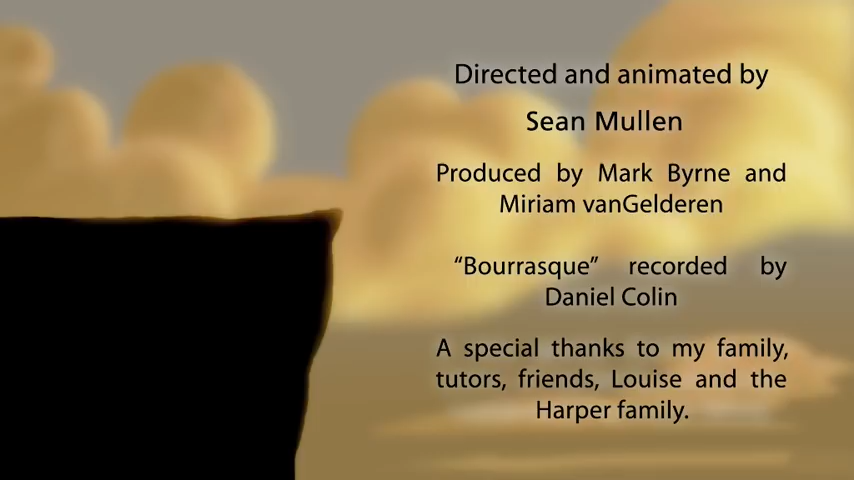 Directed and animated by
Sean Mullen
Produced by Mark Byrne and
Miriam vanGelderen
“Bourrasque” recorded by
Daniel Colin
A special thanks to my family,
tutors, friends, Louise and the
Harper family.